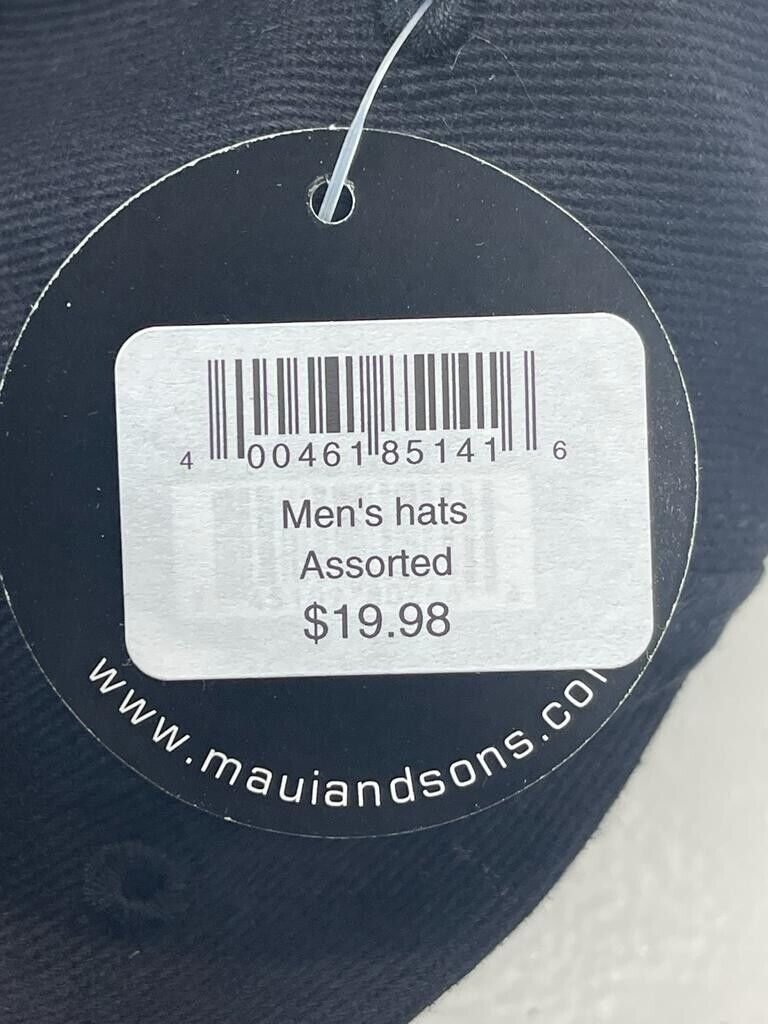 4 00461 85141 6
Men's hats
Assorted
$19.98
www.mauiandsons.co